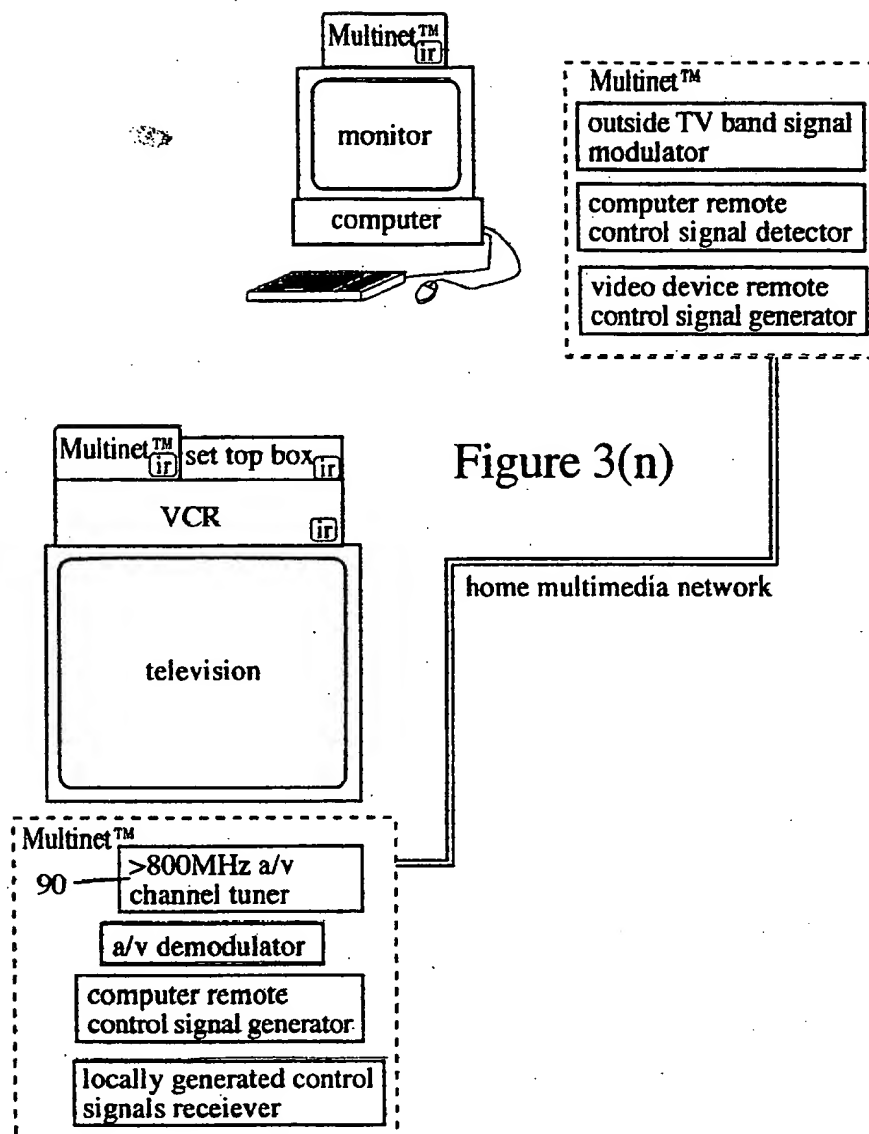 Multinet™
ir
monitor
computer
Multinet™
outside TV band signal
modulator
computer remote
control signal detector
video device remote
control signal generator
Multinet™
ir
set top box
ir
VCR
ir
Figure 3(n)
home multimedia network
television
Multinet™
90
>800MHz a/v
channel tuner
a/v demodulator
computer remote
control signal generator
locally generated control
signals receiever